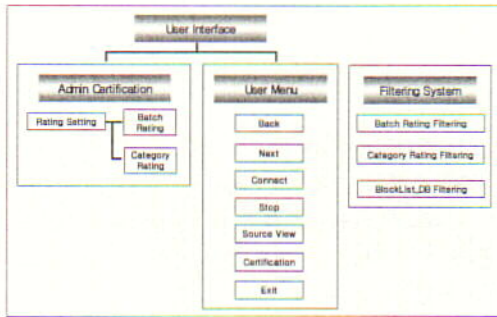 User Interface
Admin Certification
Rating Setting
Batch
Rating
Category
Rating
User Menu
Back
Next
Connect
Stop
Source View
Certification
Exit
Filtering System
Batch Rating Filtering
Category Rating Filtering
BlockList_DB Filtering